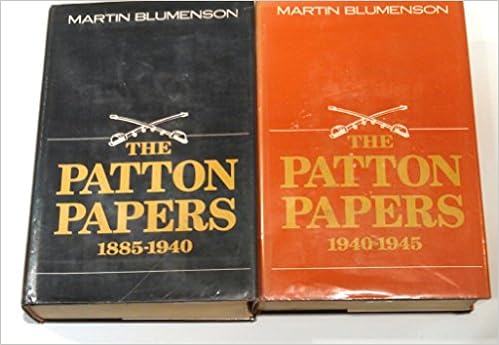 MARTIN BLUMENSON
THE
PATTON
PAPERS
1885-1940
MARTIN BLUMENSON
THE
PATTON
PAPERS
1940-1945